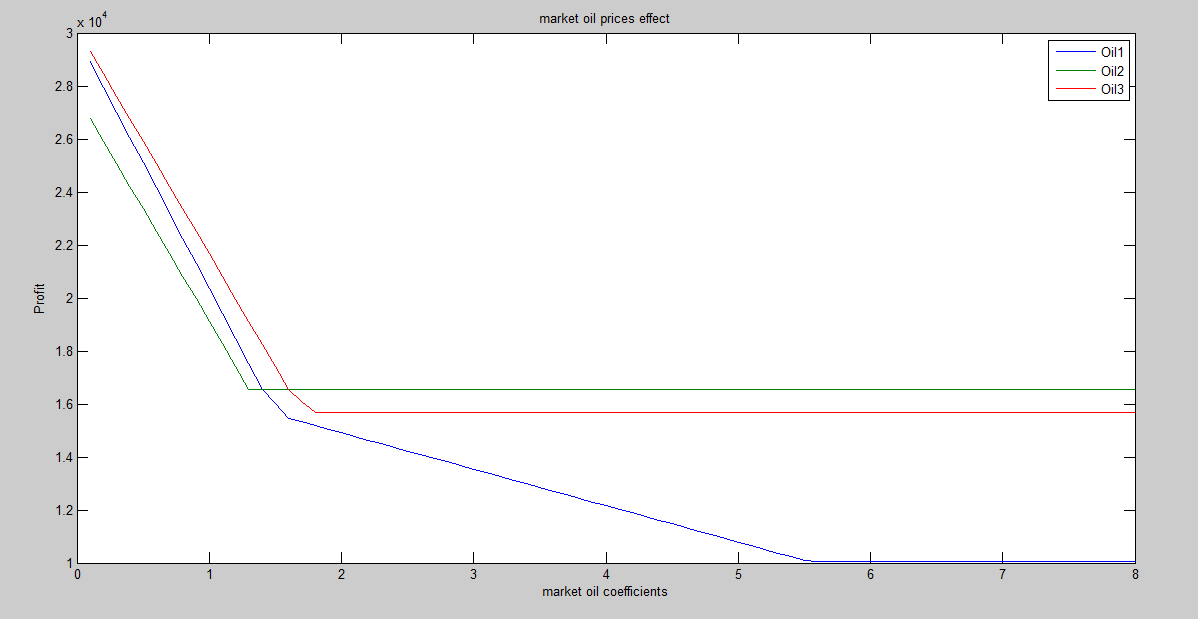 market oil prices effect
x 10^4
3
2.8
2.6
2.4
2.2
2
1.8
1.6
1.4
1.2
1
Profit
0 1 2 3 4 5 6 7 8
market oil coefficients
Oil1
Oil2
Oil3